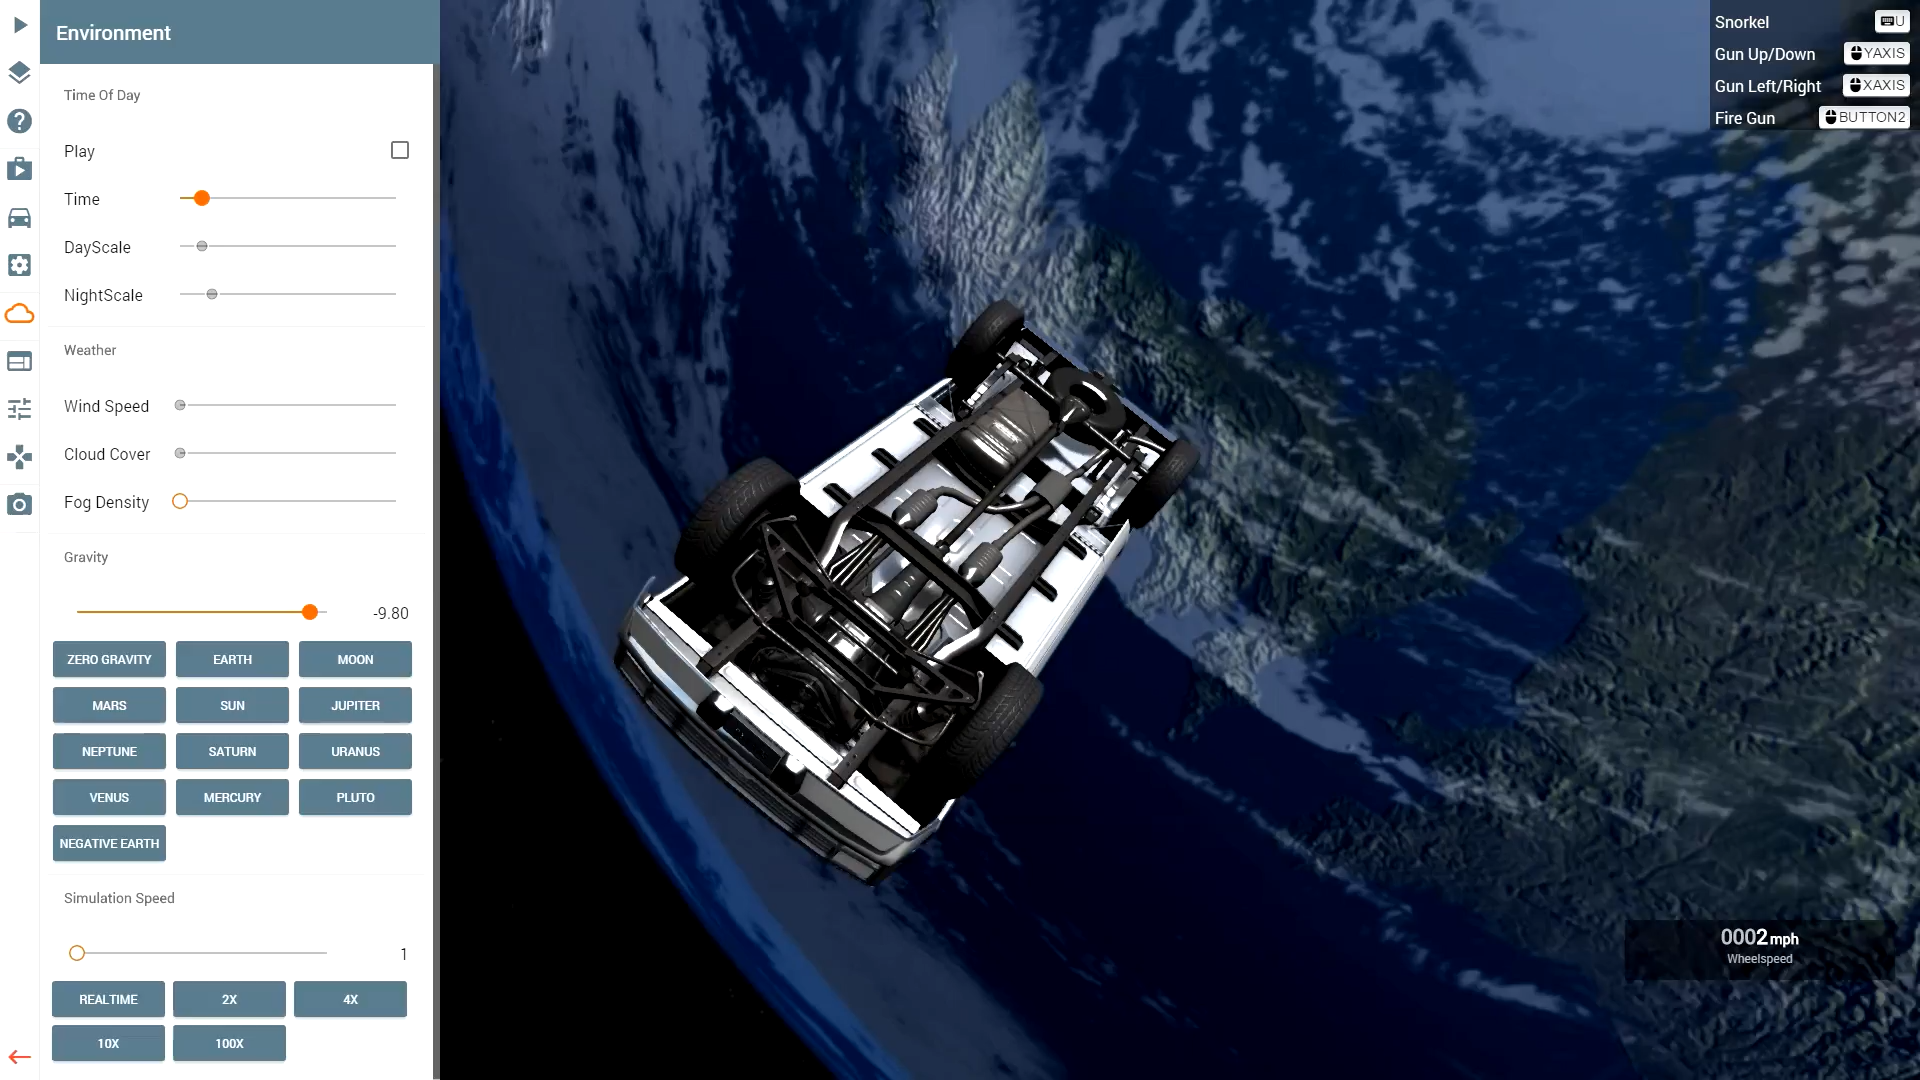 Environment
Time Of Day
Play
Time
DayScale
NightScale
Weather
Wind Speed
Cloud Cover
Fog Density
Gravity
-9.80
ZERO GRAVITY EARTH MOON
MARS SUN JUPITER
NEPTUNE SATURN URANUS
VENUS MERCURY PLUTO
NEGATIVE EARTH
Simulation Speed
1
REALTIME 2X 4X
10X 100X
Snorkel U
Gun Up/Down YAXIS
Gun Left/Right XAXIS
Fire Gun BUTTON2
0002 mph
Wheelspeed